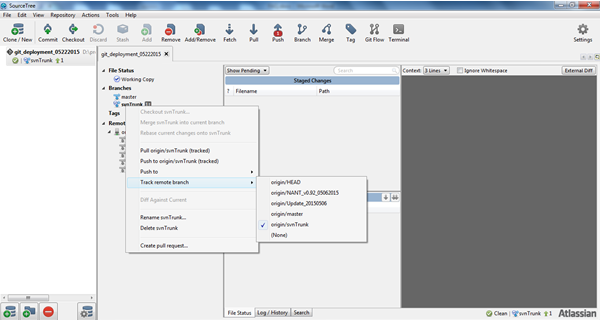 SourceTree
File Edit View Repository Actions Tools Help
Clone / New Commit Checkout Discard Stash Add Remove Add/Remove Fetch Pull Push Branch Merge Tag Git Flow Terminal Settings
git_deployment_05222015
svnTrunk 1
git_deployment_05222015
File Status
Working Copy
Branches
master
svnTrunk
Tags
Show Pending
Search
Context: 3 Lines
Ignore Whitespace
External Diff
Staged Changes
? Filename Path
Checkout svnTrunk...
Merge svnTrunk into current branch
Rebase current changes onto svnTrunk
Pull origin/svnTrunk (tracked)
Push to origin/svnTrunk (tracked)
Push to
Track remote branch
Diff Against Current
Rename svnTrunk...
Delete svnTrunk
Create pull request...
origin/HEAD
origin/NANT_v0.92_05062015
origin/Update_20150506
origin/master
origin/svnTrunk
(None)
File Status Log / History Search
Clean svnTrunk 1 Atlassian